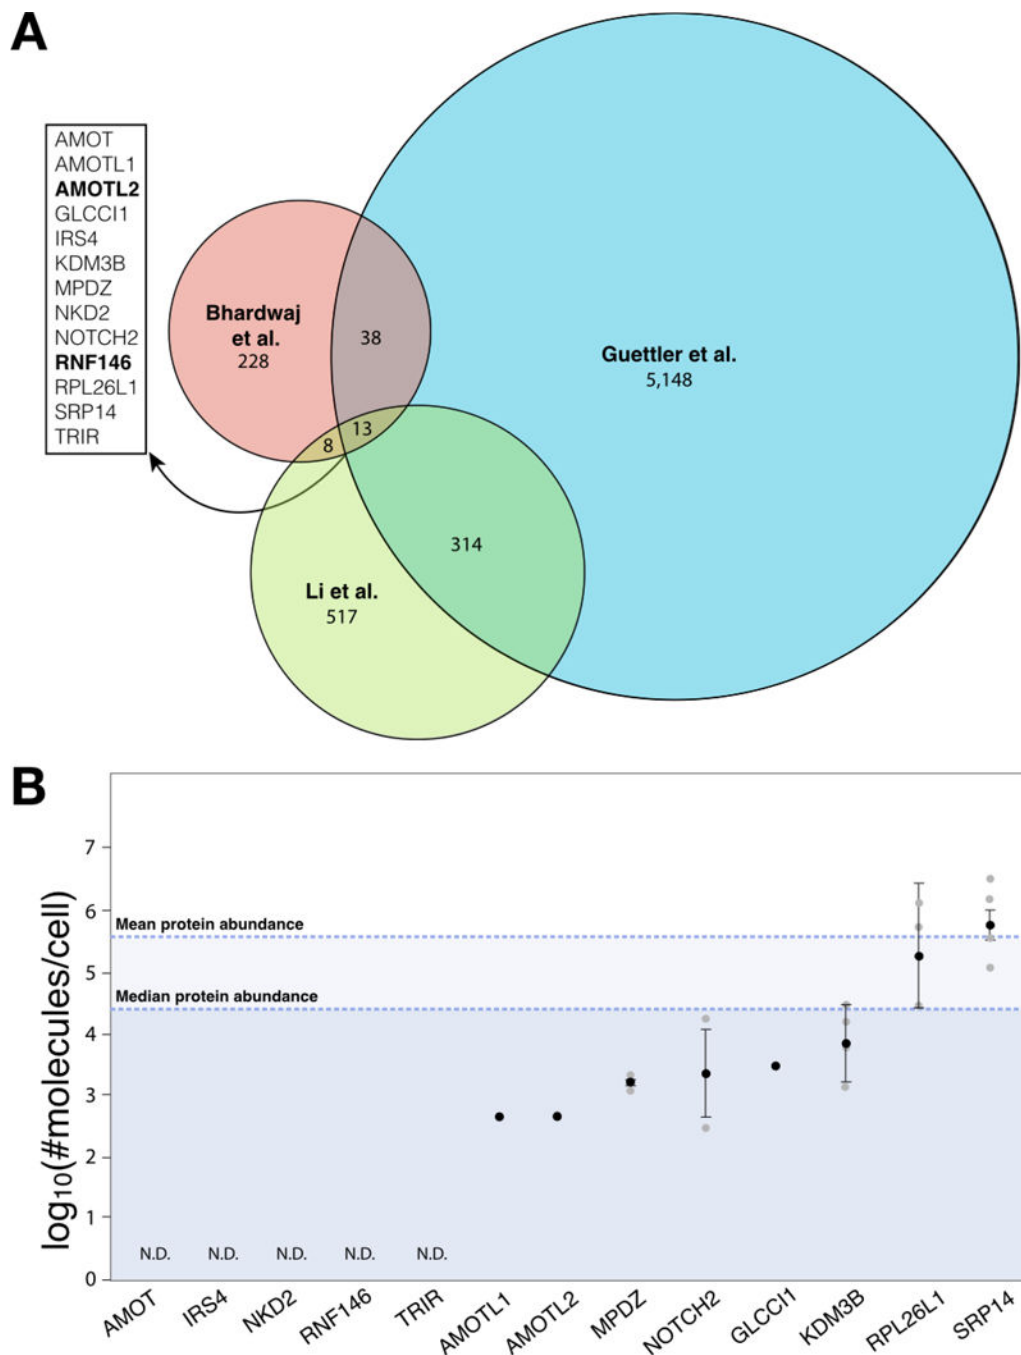 A
AMOT
AMOTL1
AMOTL2
GLCCI1
IRS4
KDM3B
MPDZ
NKD2
NOTCH2
RNF146
RPL26L1
SRP14
TRIR
Bhardwaj
et al.
228
38
Guettler et al.
5,148
13
8
314
Li et al.
517
B
log10(#molecules/cell)
7
6
5
4
3
2
1
0
Mean protein abundance
Median protein abundance
N.D. N.D. N.D. N.D. N.D.
AMOT IRS4 NKD2 RNF146 TRIR AMOTL1 AMOTL2 MPDZ NOTCH2 GLCCI1 KDM3B RPL26L1 SRP14